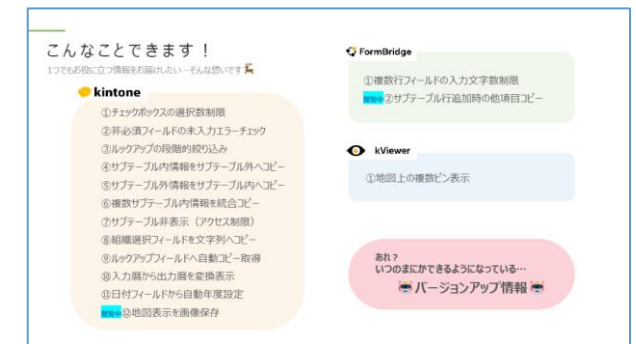 こんなことできます！
1つでもお役に立つ情報をお届けしたい…そんな想いです
kintone
①チェックボックスの選択数制限
②非必須フィールドの未入力エラーチェック
③ルックアップの段階的絞り込み
④サブテーブル内情報をサブテーブル外へコピー
⑤サブテーブル外情報をサブテーブル内へコピー
⑥複数サブテーブル内情報を統合コピー
⑦サブテーブル非表示（アクセス制限）
⑧組織選択フィールドを文字列へコピー
⑨ルックアップフィールドへ自動コピー取得
⑩入力暦から出力暦を変換表示
⑪日付フィールドから自動年度設定
開発中⑫地図表示を画像保存
FormBridge
①複数行フィールドの入力文字数制限
開発中②サブテーブル行追加時の他項目コピー
kViewer
①地図上の複数ピン表示
あれ？
いつのまにかできるようになっている…
バージョンアップ情報